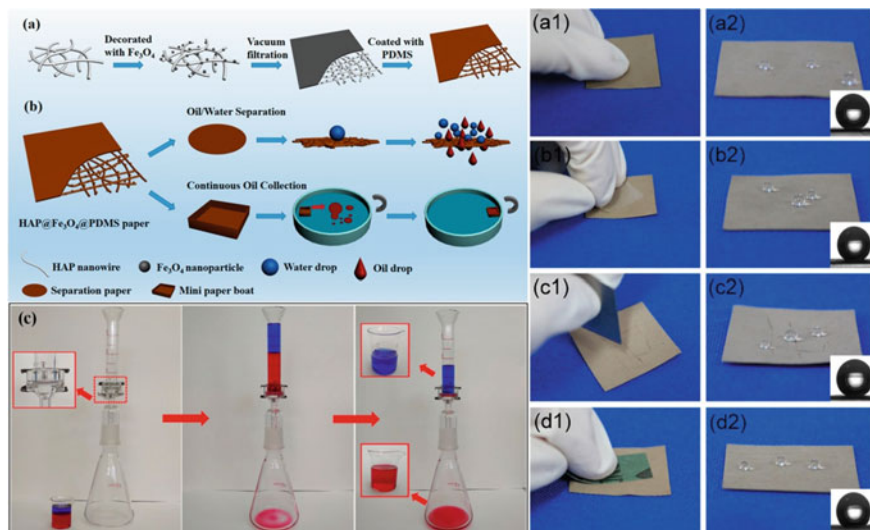 (a)
Decorated
with Fe₃O₄
Vacuum
filtration
Coated with
PDMS
(b)
Oil/Water Separation
Continuous Oil Collection
HAP@Fe₃O₄@PDMS paper
HAP nanowire
Fe₃O₄ nanoparticle
Water drop
Oil drop
Separation paper
Mini paper boat
(c)
(a1)
(a2)
(b1)
(b2)
(c1)
(c2)
(d1)
(d2)